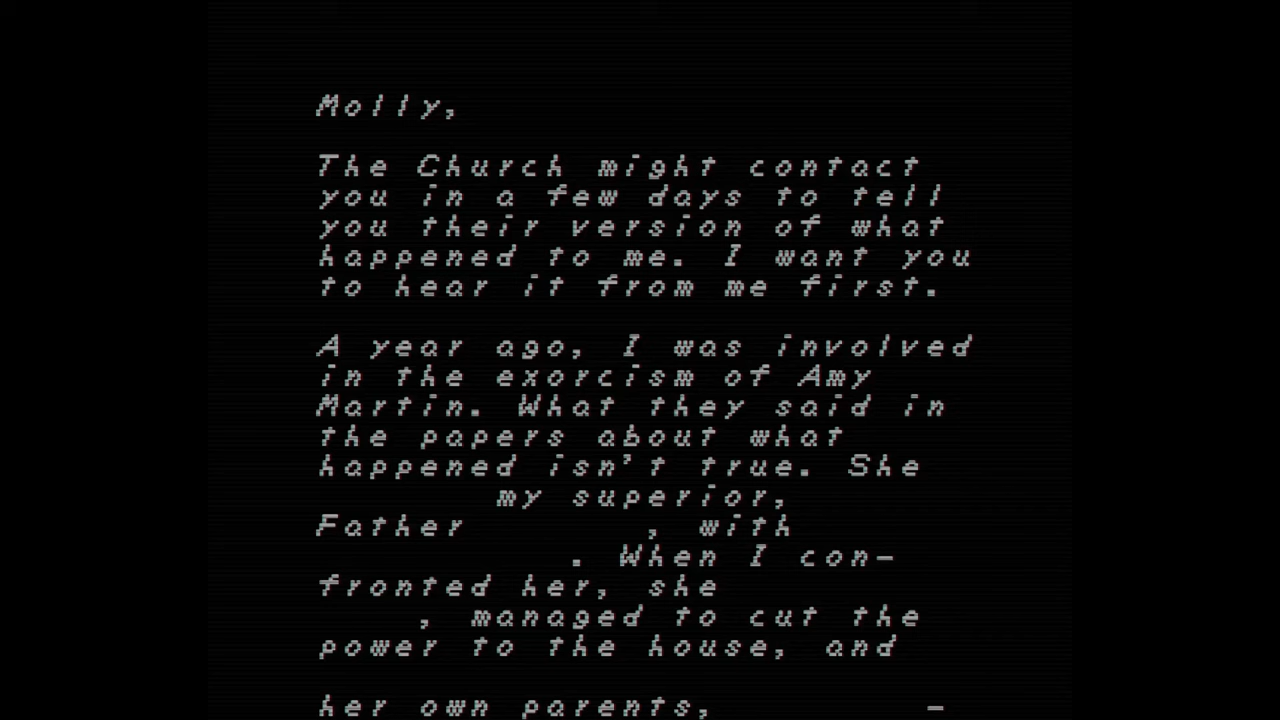 Molly,
The Church might contact
you in a few days to tell
you their version of what
happened to me. I want you
to hear it from me first.
A year ago, I was involved
in the exorcism of Amy
Martin. What they said in
the papers about what
happened isn't true. She
my superior,
Father , with
. When I con-
fronted her, she
, managed to cut the
power to the house, and
her own parents, -